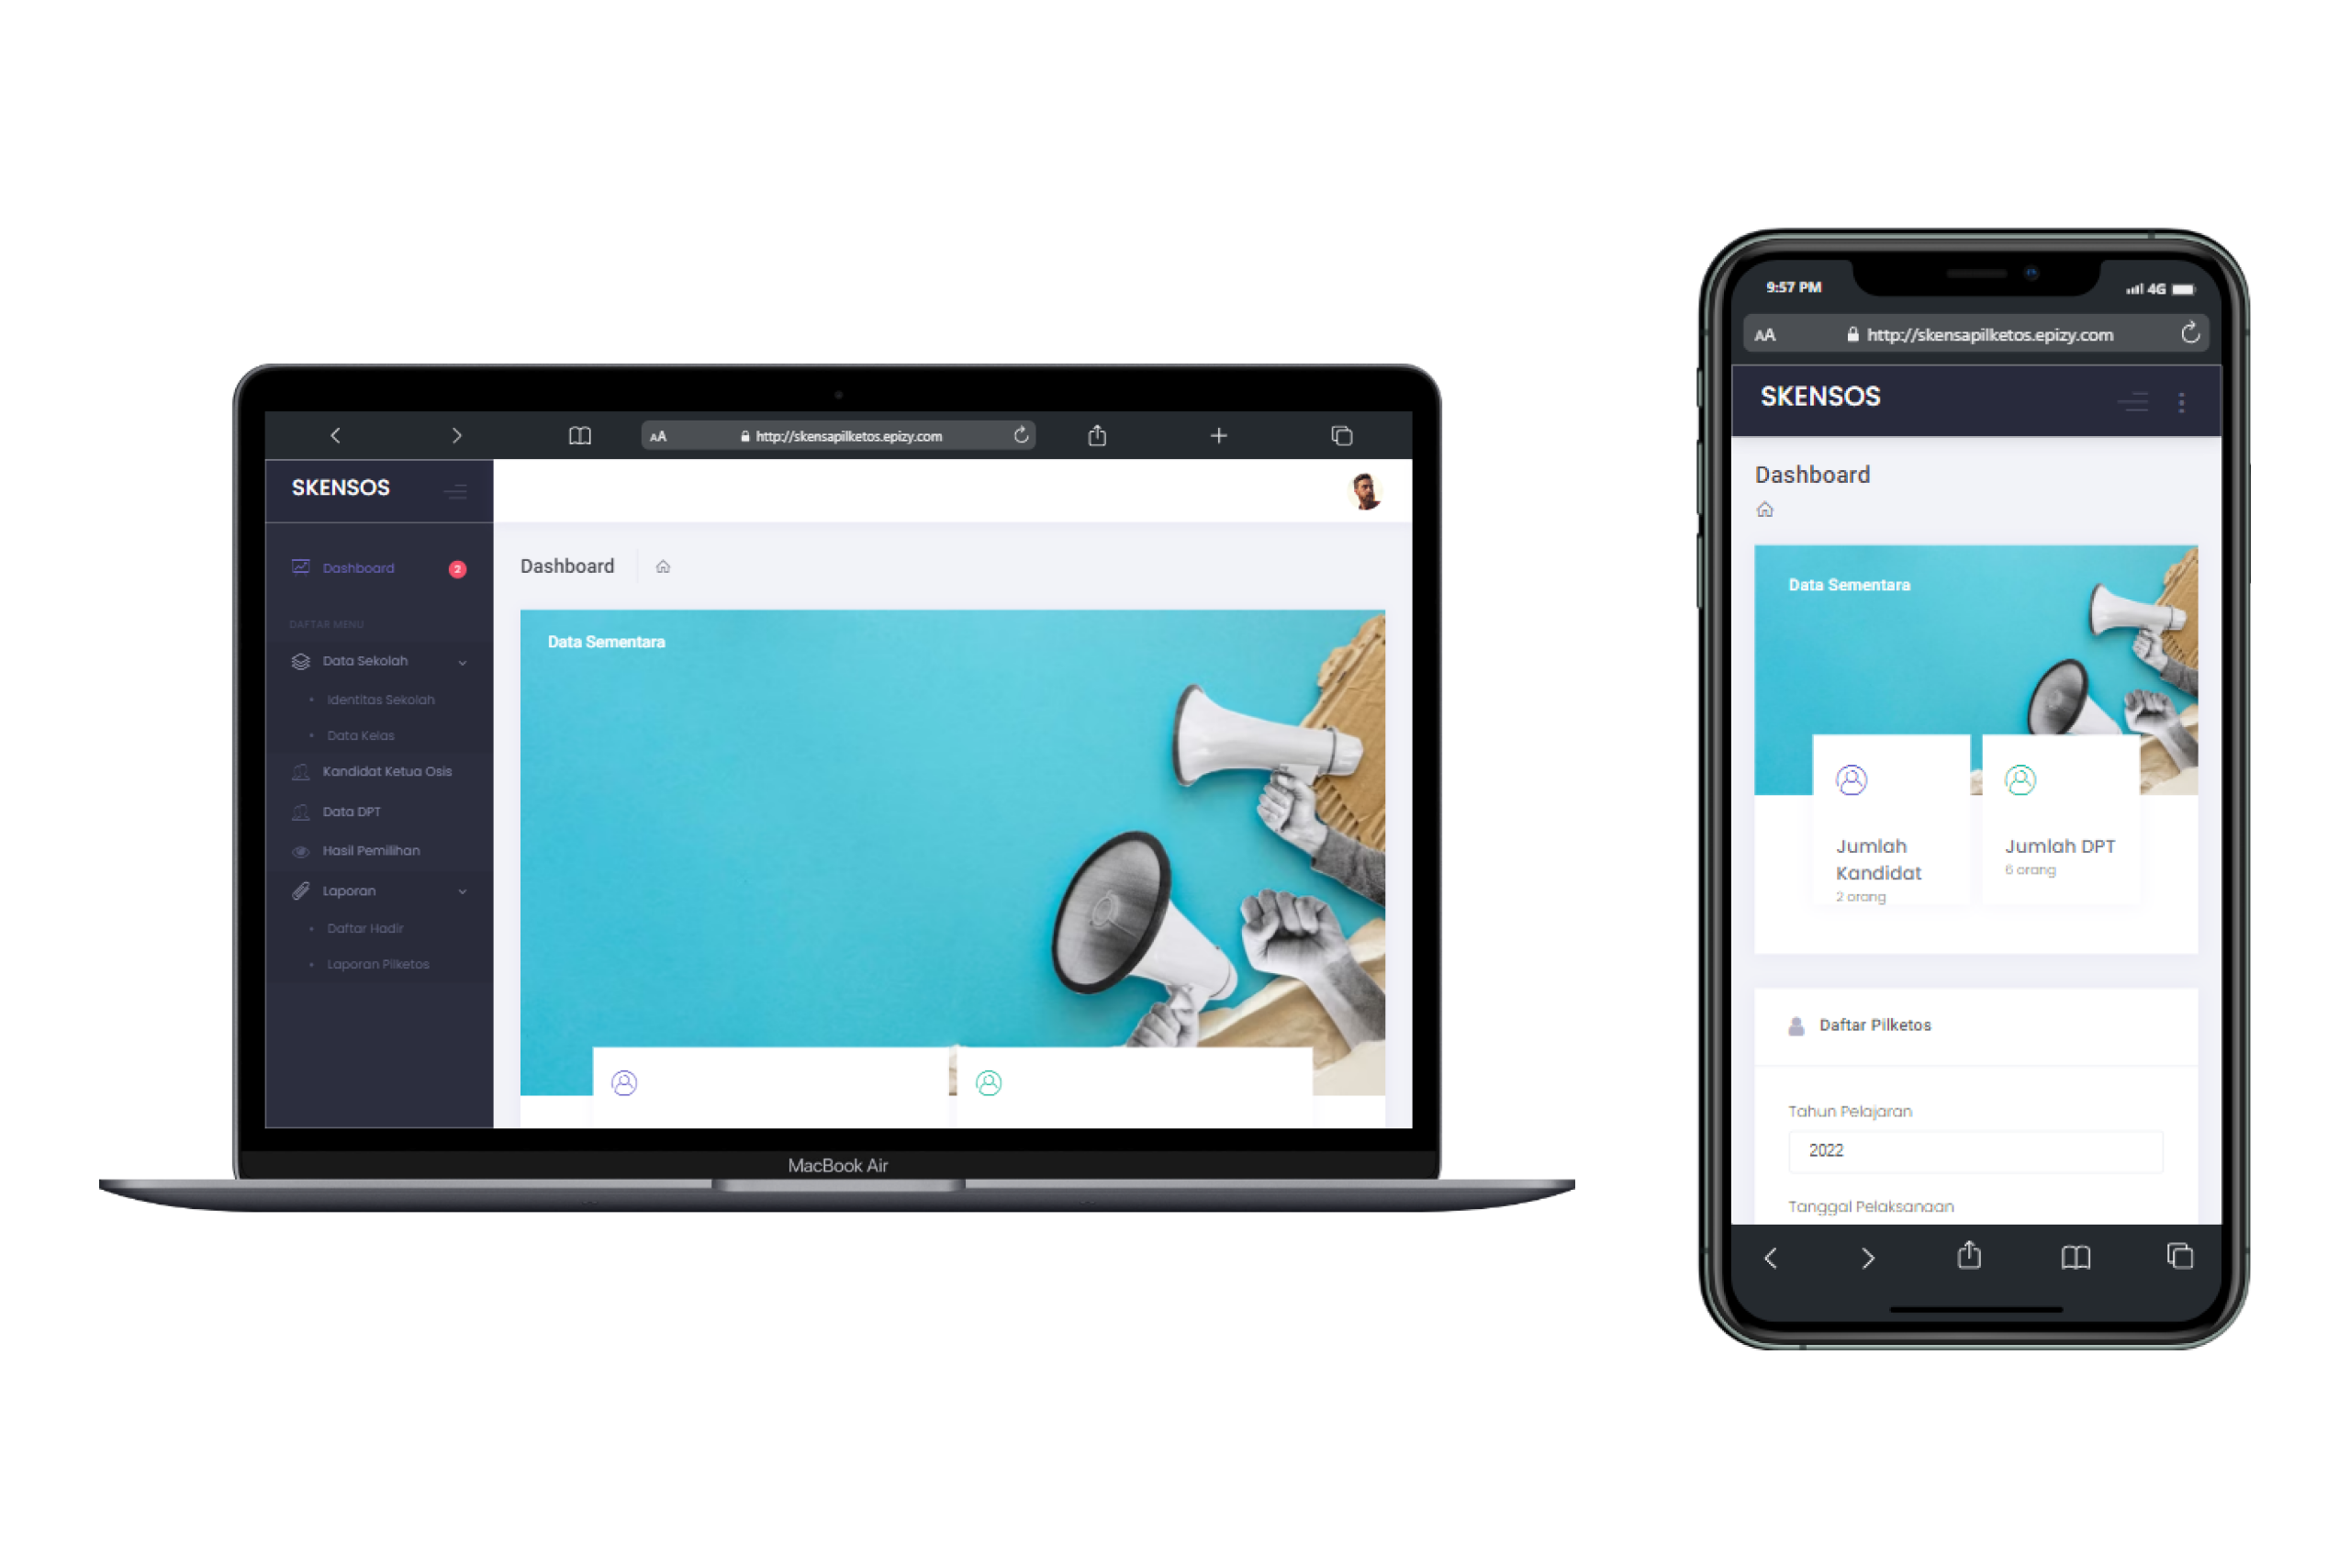 AA http://skensapilketos.epizy.com
SKENSOS
Dashboard 2
DAFTAR MENU
Data Sekolah
Identitas Sekolah
Data Kelas
Kandidat Ketua Osis
Data DPT
Hasil Pemilihan
Laporan
Daftar Hadir
Laporan Pilketos
Dashboard
Data Sementara
MacBook Air
9:57 PM 4G
AA http://skensapilketos.epizy.com
SKENSOS
Dashboard
Data Sementara
Jumlah
Kandidat
2 orang
Jumlah DPT
6 orang
Daftar Pilketos
Tahun Pelajaran
2022
Tanggal Pelaksanaan